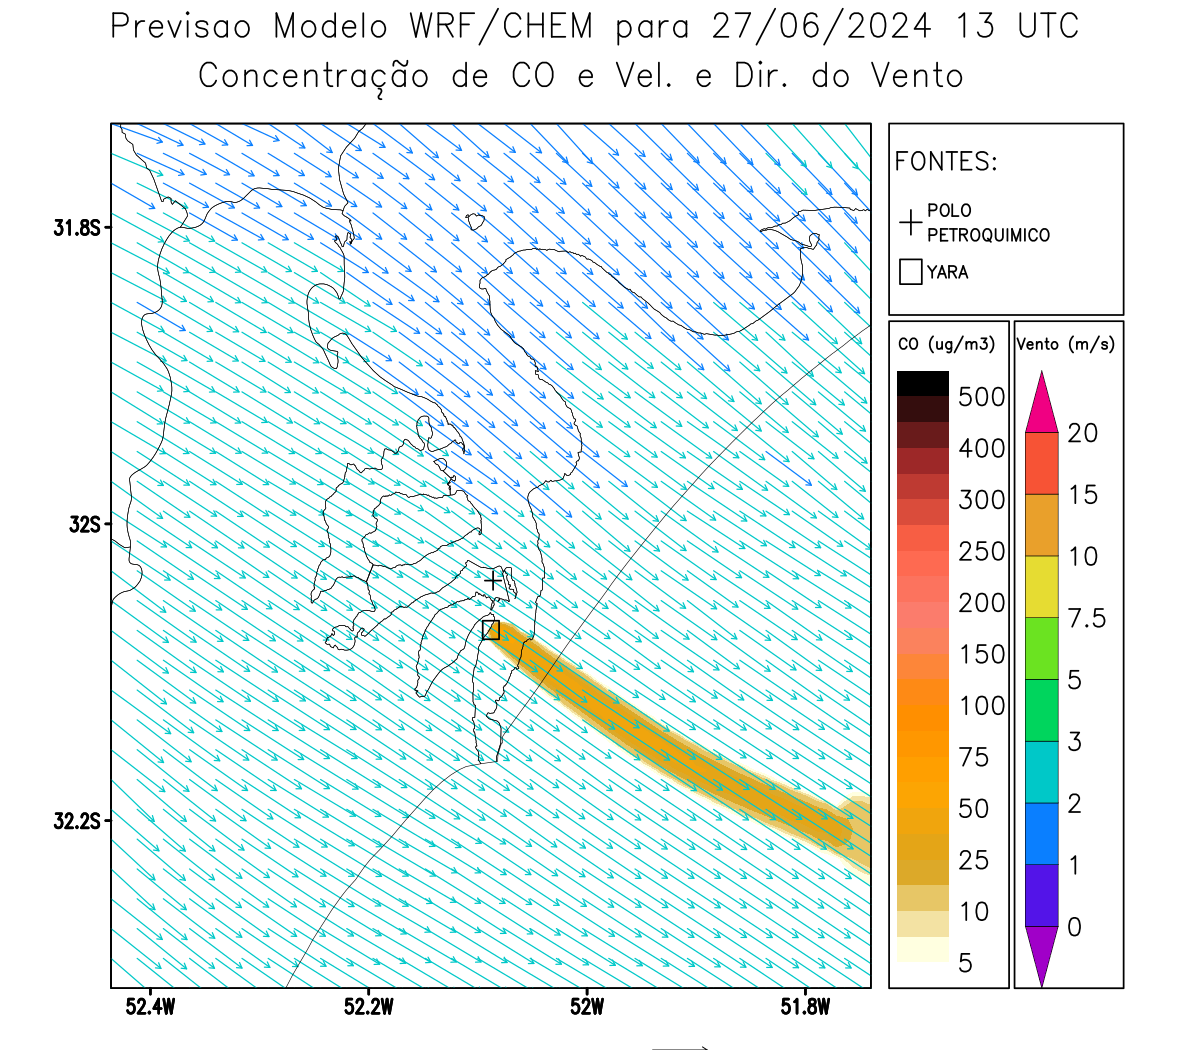 Previsao Modelo WRF/CHEM para 27/06/2024 13 UTC
Concentração de CO e Vel. e Dir. do Vento
FONTES:
POLO
PETROQUIMICO
YARA
CO (ug/m3)
500
400
300
250
200
150
100
75
50
25
10
5
Vento (m/s)
20
15
10
7.5
5
3
2
1
0
31.8S
32S
32.2S
52.4W 52.2W 52W 51.8W